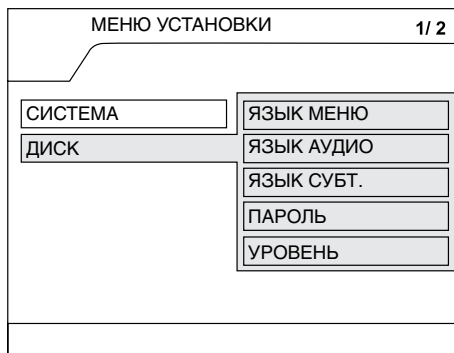 МЕНЮ УСТАНОВКИ 1/ 2
СИСТЕМА
ДИСК
ЯЗЫК МЕНЮ
ЯЗЫК АУДИО
ЯЗЫК СУБТ.
ПАРОЛЬ
УРОВЕНЬ